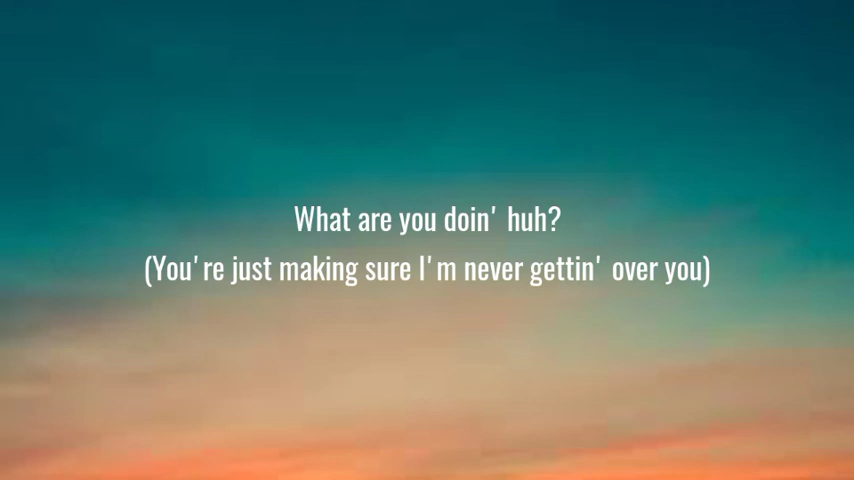 What are you doin' huh?
(You're just making sure I'm never gettin' over you)